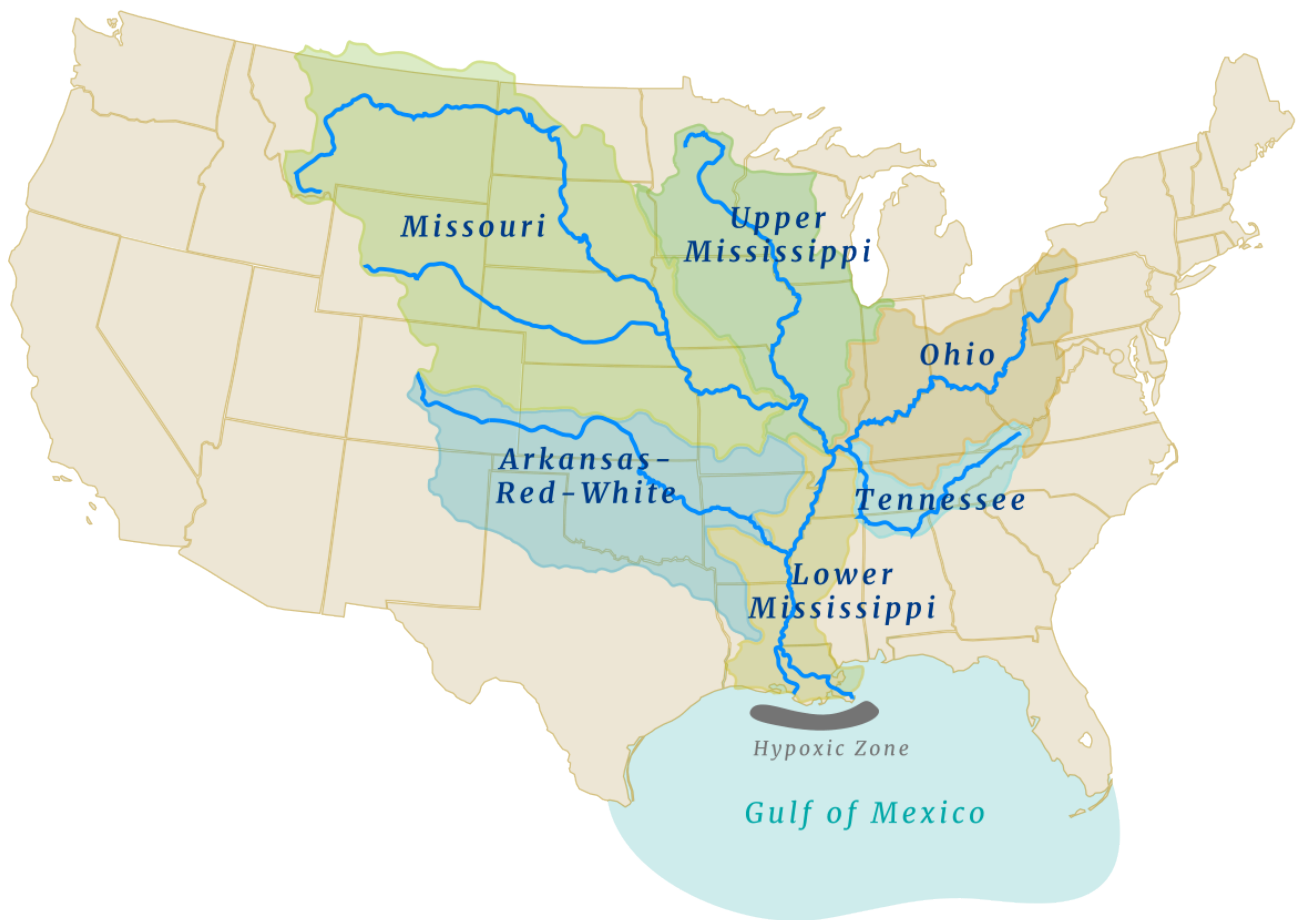 Missouri
Upper
Mississippi
Ohio
Arkansas-
Red-White
Tennessee
Lower
Mississippi
Hypoxic Zone
Gulf of Mexico